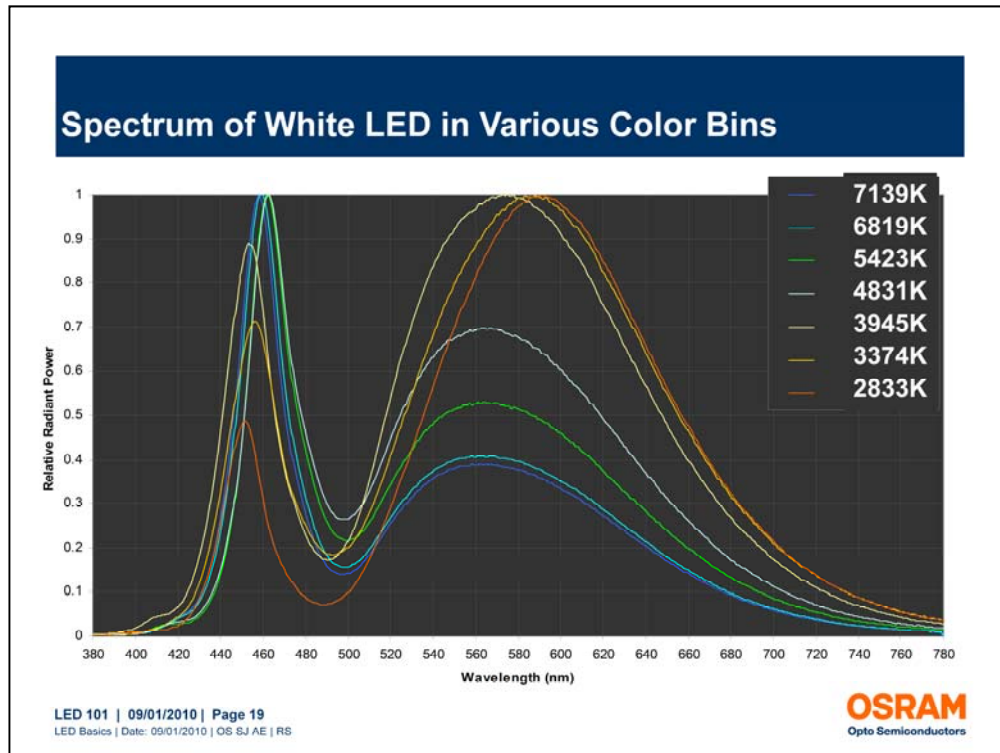 Spectrum of White LED in Various Color Bins
7139K
6819K
5423K
4831K
3945K
3374K
2833K
Relative Radiant Power
1
0.9
0.8
0.7
0.6
0.5
0.4
0.3
0.2
0.1
0
380 400 420 440 460 480 500 520 540 560 580 600 620 640 660 680 700 720 740 760 780
Wavelength (nm)
LED 101 | 09/01/2010 | Page 19
LED Basics | Date: 09/01/2010 | OS SJ AE | RS
OSRAM
Opto Semiconductors